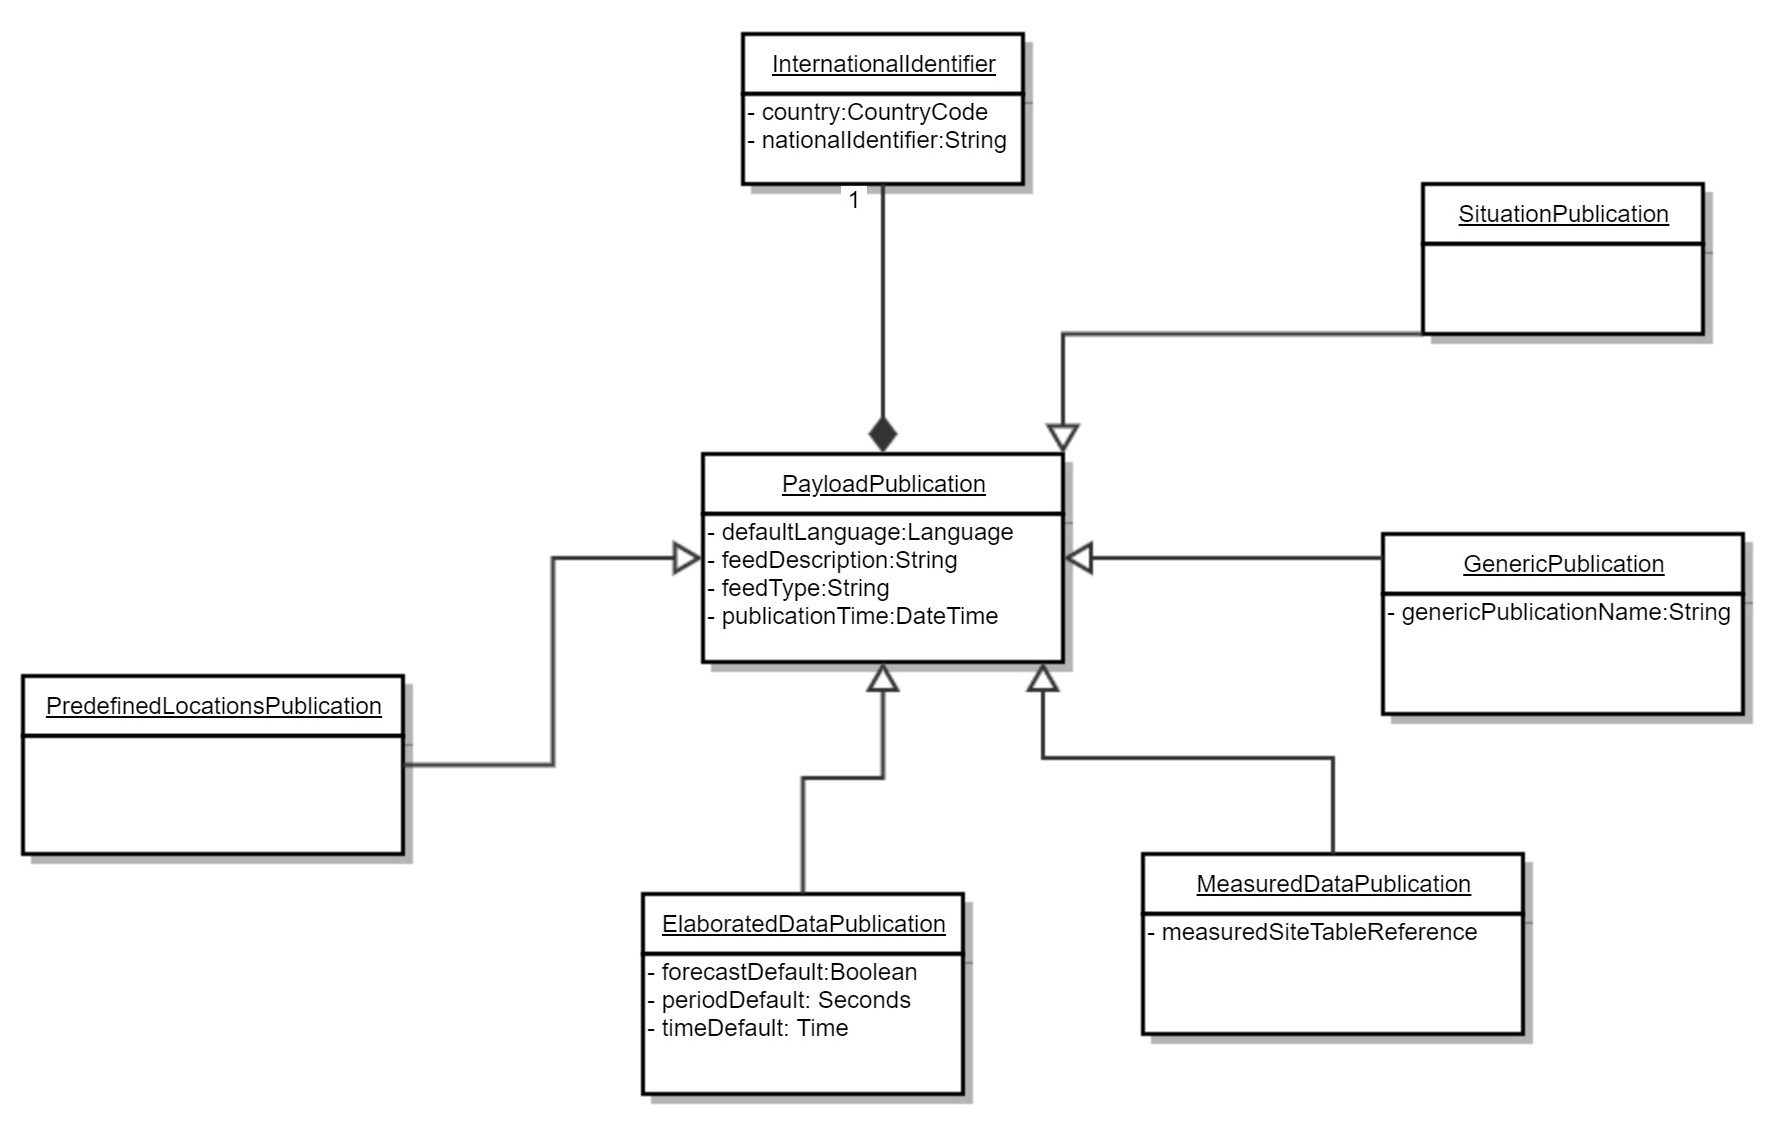 InternationalIdentifier
- country:CountryCode
- nationalIdentifier:String
1
SituationPublication
PayloadPublication
- defaultLanguage:Language
- feedDescription:String
- feedType:String
- publicationTime:DateTime
GenericPublication
- genericPublicationName:String
PredefinedLocationsPublication
ElaboratedDataPublication
- forecastDefault:Boolean
- periodDefault: Seconds
- timeDefault: Time
MeasuredDataPublication
- measuredSiteTableReference